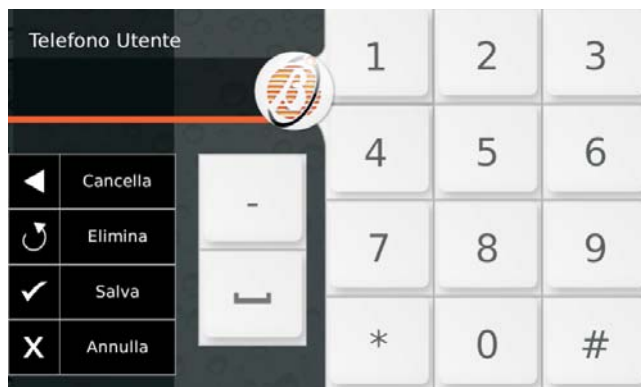 Telefono Utente
B
1 2 3
4 5 6
7 8 9
* 0 #
-
Cancella
Elimina
Salva
X Annulla